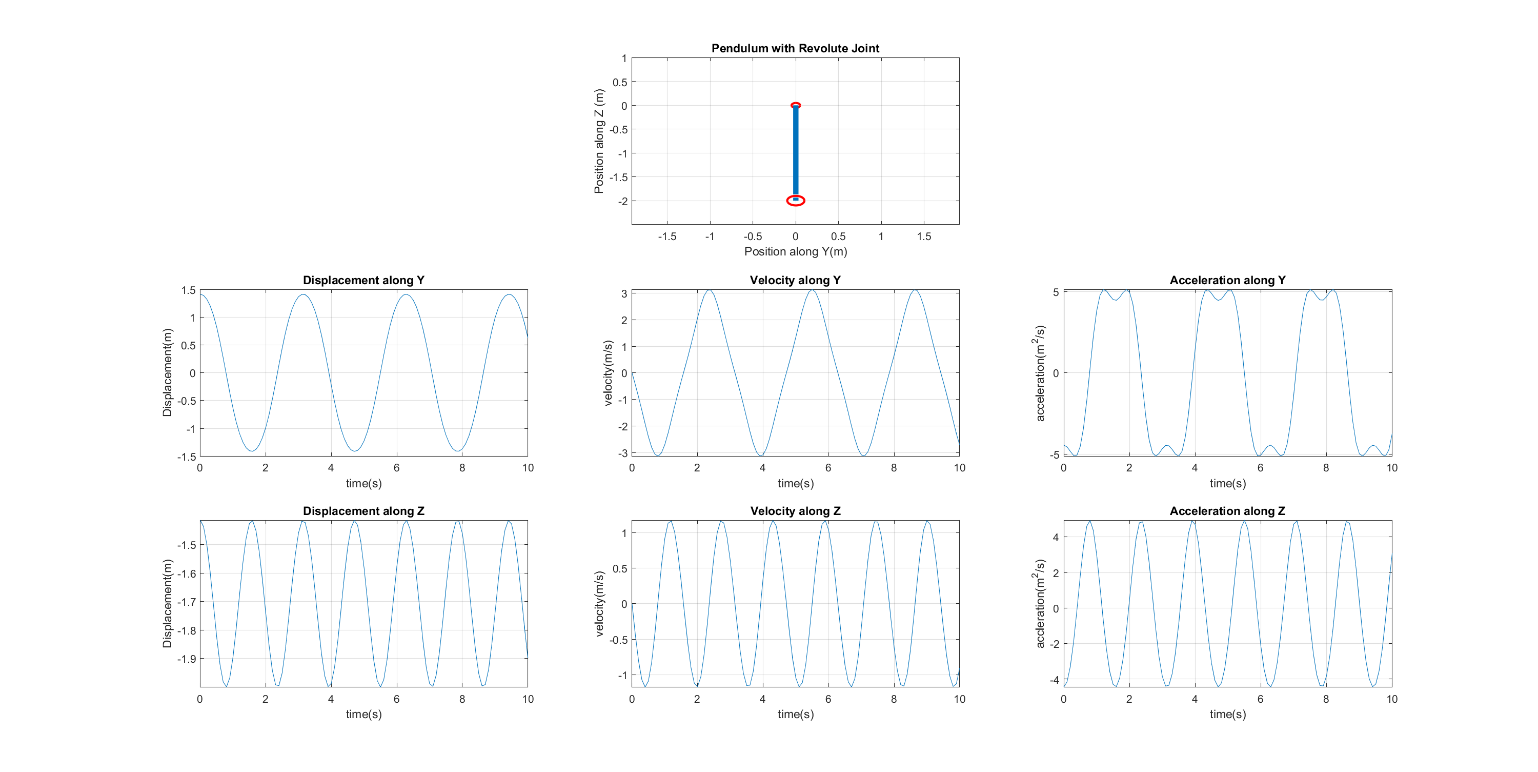 Pendulum with Revolute Joint
1
0.5
0
-0.5
-1
-1.5
-2
Position along Z (m)
-1.5 -1 -0.5 0 0.5 1 1.5
Position along Y(m)
Displacement along Y
1.5
1
0.5
0
-0.5
-1
-1.5
Displacement(m)
0 2 4 6 8 10
time(s)
Velocity along Y
3
2
1
0
-1
-2
-3
velocity(m/s)
0 2 4 6 8 10
time(s)
Acceleration along Y
5
0
-5
acceleration(m²/s)
0 2 4 6 8 10
time(s)
Displacement along Z
-1.5
-1.6
-1.7
-1.8
-1.9
Displacement(m)
0 2 4 6 8 10
time(s)
Velocity along Z
1
0.5
0
-0.5
-1
velocity(m/s)
0 2 4 6 8 10
time(s)
Acceleration along Z
4
2
0
-2
-4
accleration(m²/s)
0 2 4 6 8 10
time(s)